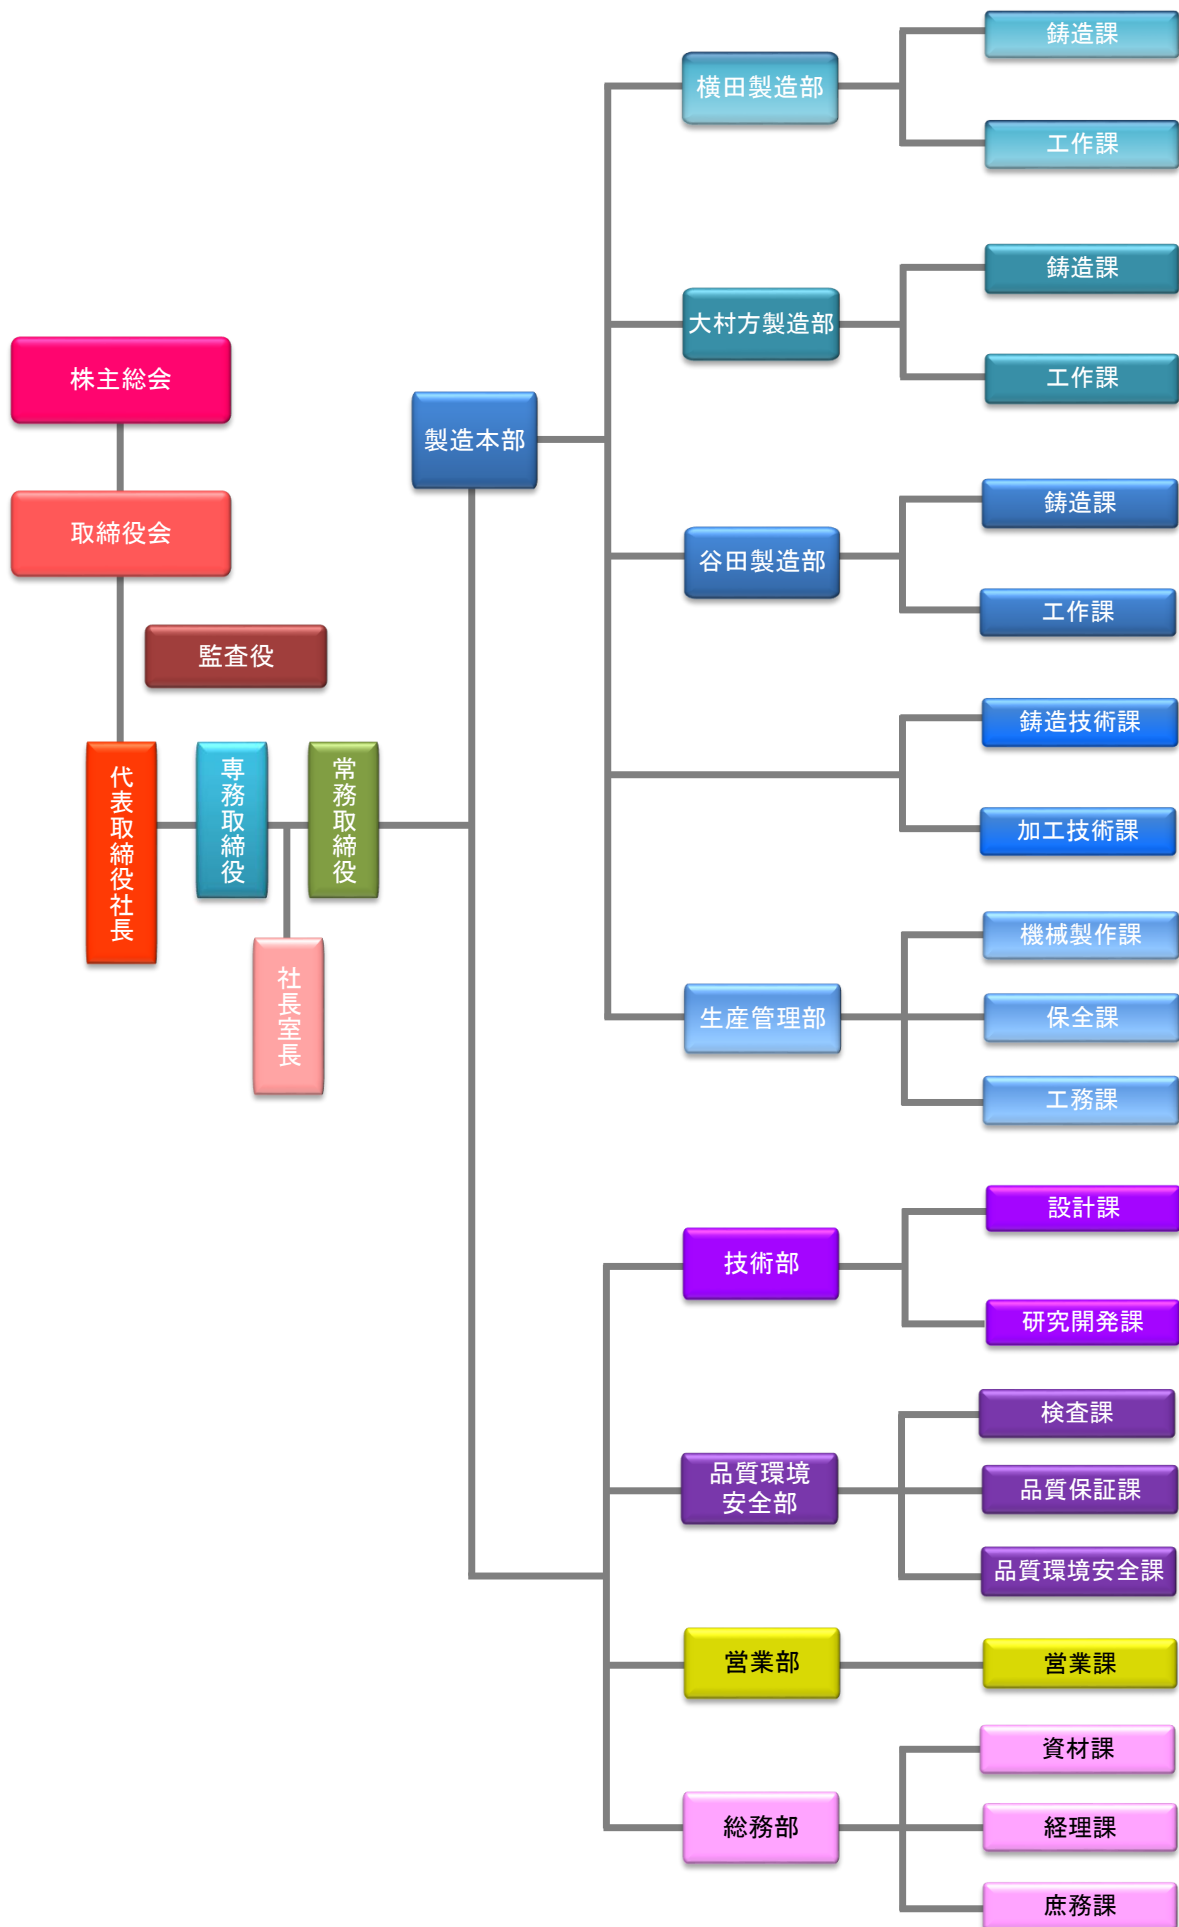 株主総会
取締役会
監査役
代表取締役社長
専務取締役
常務取締役
社長室長
製造本部
横田製造部
鋳造課
工作課
大村方製造部
鋳造課
工作課
谷田製造部
鋳造課
工作課
鋳造技術課
加工技術課
生産管理部
機械製作課
保全課
工務課
技術部
設計課
研究開発課
品質環境
安全部
検査課
品質保証課
品質環境安全課
営業部
営業課
総務部
資材課
経理課
庶務課